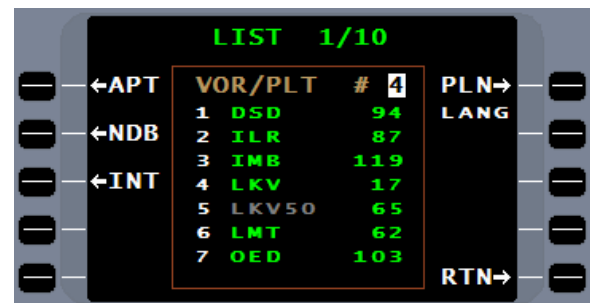 LIST 1/10
←APT VOR/PLT # 4 PLN→
1 DSD 94 LANG
←NDB 2 ILR 87
3 IMB 119
←INT 4 LKV 17
5 LKV50 65
6 LMT 62
7 OED 103
RTN→